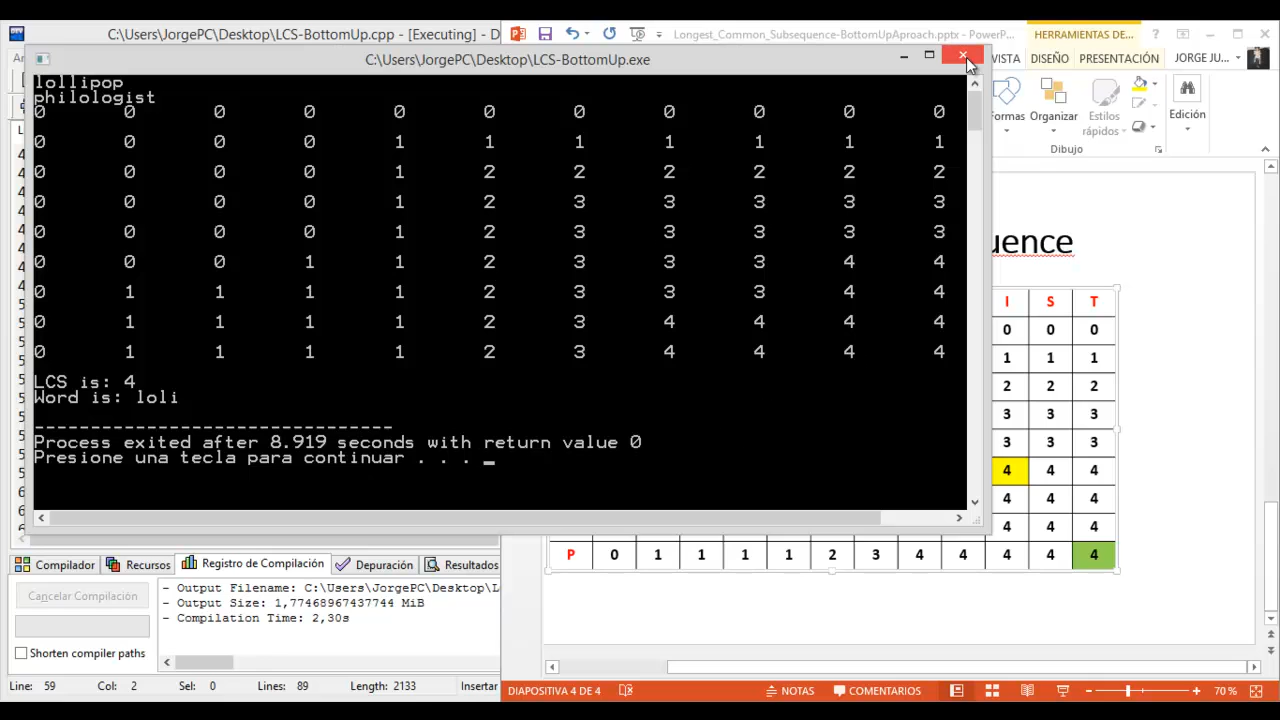 C:\Users\JorgePC\Desktop\LCS-BottomUp.cpp - [Executing] - Dev
Longest_Common_Subsequence-BottomUpAproach.pptx - PowerP...
HERRAMIENTAS DE...
VISTA DISEÑO PRESENTACIÓN JORGE JU...
C:\Users\JorgePC\Desktop\LCS-BottomUp.exe
lollipop
philologist
0 0 0 0 0 0 0 0 0 0 0
0 0 0 0 1 1 1 1 1 1 1
0 0 0 0 1 2 2 2 2 2 2
0 0 0 0 1 2 3 3 3 3 3
0 0 0 0 1 2 3 3 3 3 3
0 0 0 1 1 2 3 3 3 4 4
0 1 1 1 1 2 3 3 3 4 4
0 1 1 1 1 2 3 4 4 4 4
0 1 1 1 1 2 3 4 4 4 4
LCS is: 4
Word is: loli
--------------------------------
Process exited after 8.919 seconds with return value 0
Presione una tecla para continuar . . .
Formas Organizar Estilos rápidos Edición
Dibujo
uence
I S T
0 0 0
1 1 1
2 2 2
3 3 3
3 3 3
4 4 4
4 4 4
4 4 4
P 0 1 1 1 1 2 3 4 4 4 4 4
Compilador Recursos Registro de Compilación Depuración Resultados
Cancelar Compilación
Shorten compiler paths
- Output Filename: C:\Users\JorgePC\Desktop\L
- Output Size: 1,77468967437744 MiB
- Compilation Time: 2,30s
Line: 59 Col: 2 Sel: 0 Lines: 89 Length: 2133 Insertar
DIAPOSITIVA 4 DE 4 NOTAS COMENTARIOS 70 %